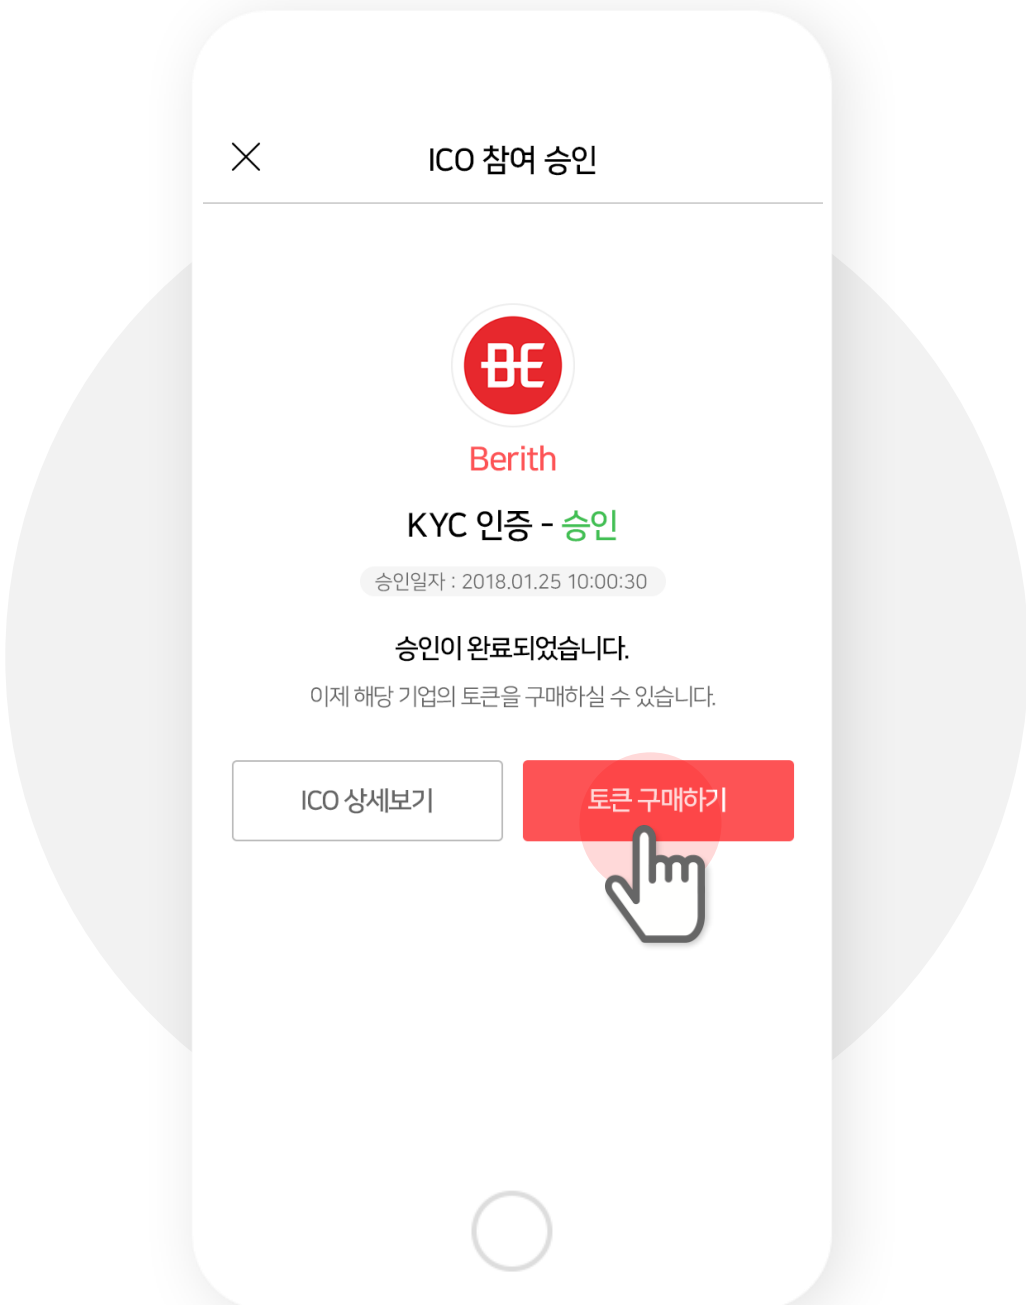 ICO 참여 승인
BE
Berith
KYC 인증 - 승인
승인일자 : 2018.01.25 10:00:30
승인이 완료되었습니다.
이제 해당 기업의 토큰을 구매하실 수 있습니다.
ICO 상세보기
토큰 구매하기